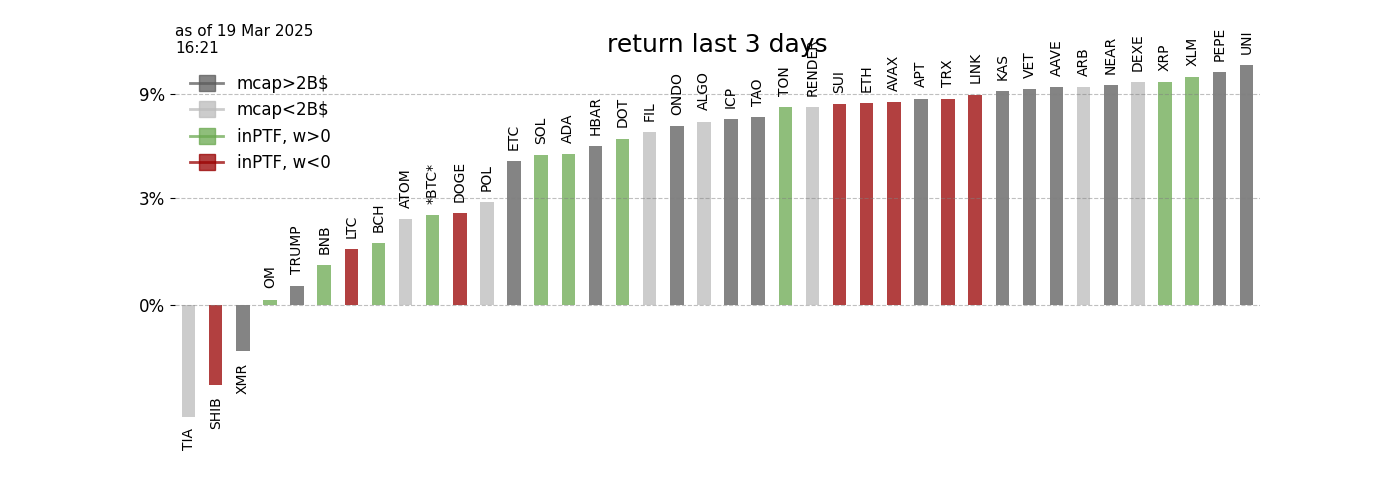 as of 19 Mar 2025
16:21
return last 3 days
mcap>2B$
mcap<2B$
inPTF, w>0
inPTF, w<0
9%
3%
0%
TIA
SHIB
XMR
OM
TRUMP
BNB
LTC
BCH
ATOM
*BTC*
DOGE
POL
ETC
SOL
ADA
HBAR
DOT
FIL
ONDO
ALGO
ICP
TAO
TON
RENDER
SUI
ETH
AVAX
APT
TRX
LINK
KAS
VET
AAVE
ARB
NEAR
DEXE
XRP
XLM
PEPE
UNI